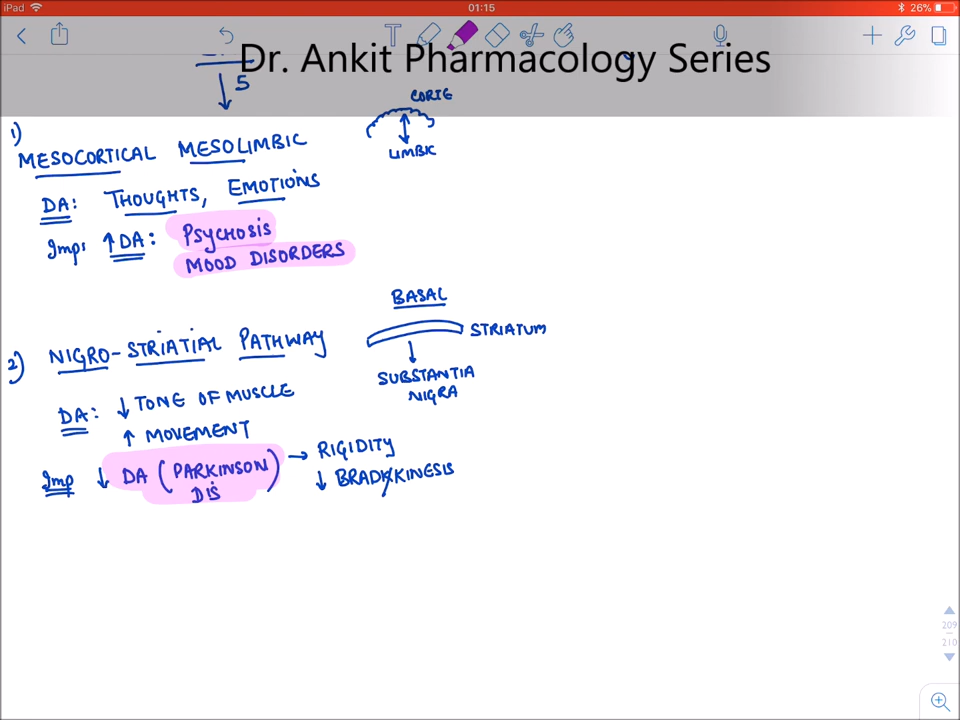 iPad 01:15 26%
Dr. Ankit Pharmacology Series
5
CORTE
LIMBIC
1) MESOCORTICAL MESOLIMBIC
DA: THOUGHTS, EMOTIONS
Imp: ↑DA: PSYCHOSIS
MOOD DISORDERS
BASAL
STRIATUM
SUBSTANTIA
NIGRA
2) NIGRO-STRIATIAL PATHWAY
DA: ↓ TONE OF MUSCLE
↑ MOVEMENT
Imp ↓ DA (PARKINSON) → RIGIDITY
DIS
↓ BRADYKINESIS
209
210